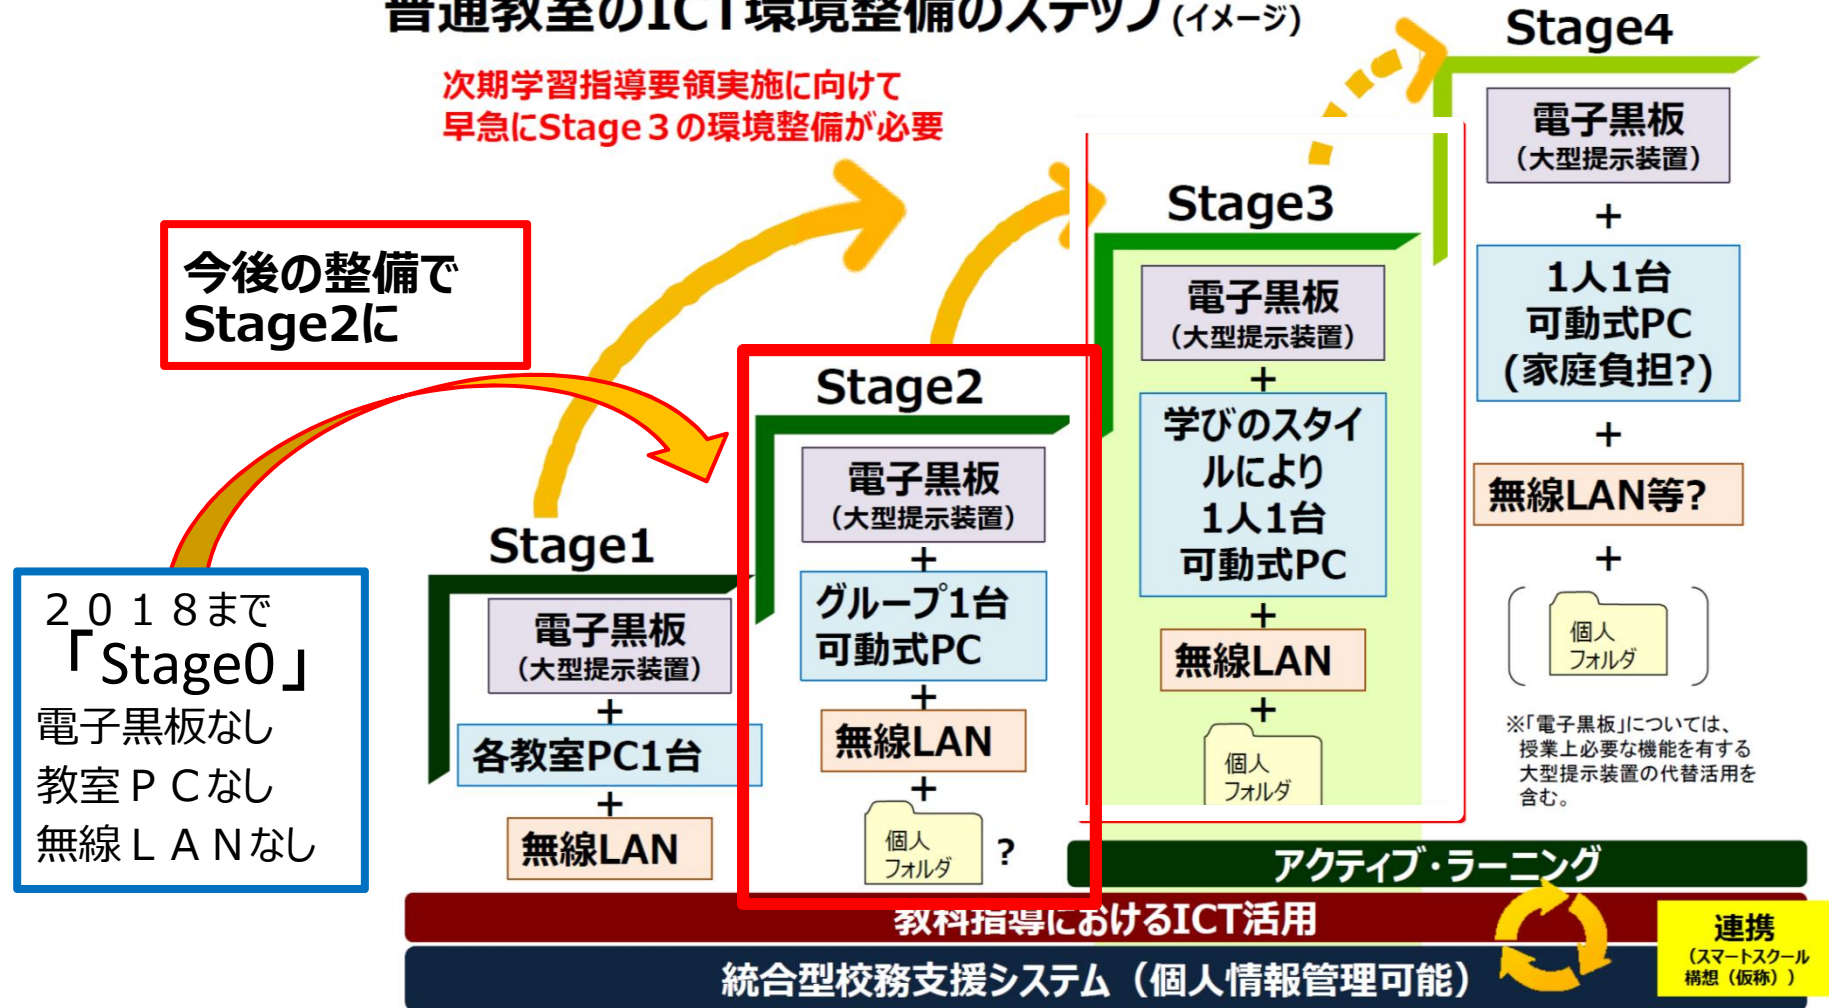 普通教室のICT環境整備のステップ(イメージ)
次期学習指導要領実施に向けて
早急にStage3の環境整備が必要
今後の整備で
Stage2に
2018まで
「Stage0」
電子黒板なし
教室PCなし
無線LANなし
Stage1
電子黒板
(大型提示装置)
+
各教室PC1台
+
無線LAN
Stage2
電子黒板
(大型提示装置)
+
グループ1台
可動式PC
+
無線LAN
+
個人
フォルダ
?
Stage3
電子黒板
(大型提示装置)
+
学びのスタイ
ルにより
1人1台
可動式PC
+
無線LAN
+
個人
フォルダ
Stage4
電子黒板
(大型提示装置)
+
1人1台
可動式PC
(家庭負担?)
+
無線LAN等?
+
個人
フォルダ
※「電子黒板」については、
授業上必要な機能を有する
大型提示装置の代替活用を
含む。
アクティブ・ラーニング
教科指導におけるICT活用
統合型校務支援システム(個人情報管理可能)
連携
(スマートスクール
構想(仮称))